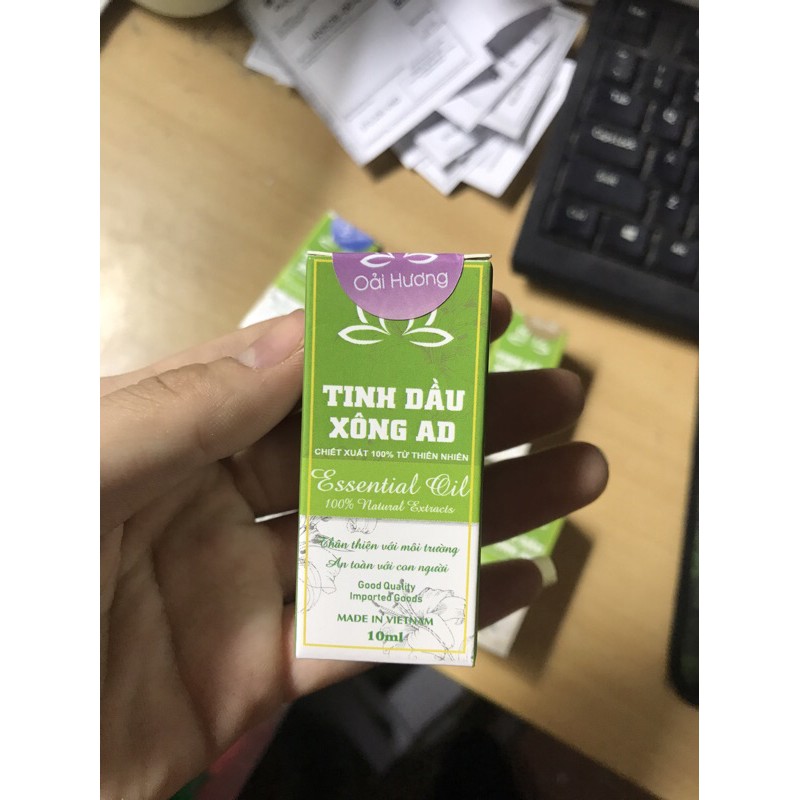 Oải Hương
TINH DẦU
XÔNG AD
CHIẾT XUẤT 100% TỪ THIÊN NHIÊN
Essential Oil
100% Natural Extracts
Thân thiện với môi trường
An toàn với con người
Good Quality
Imported Goods
MADE IN VIETNAM
10ml